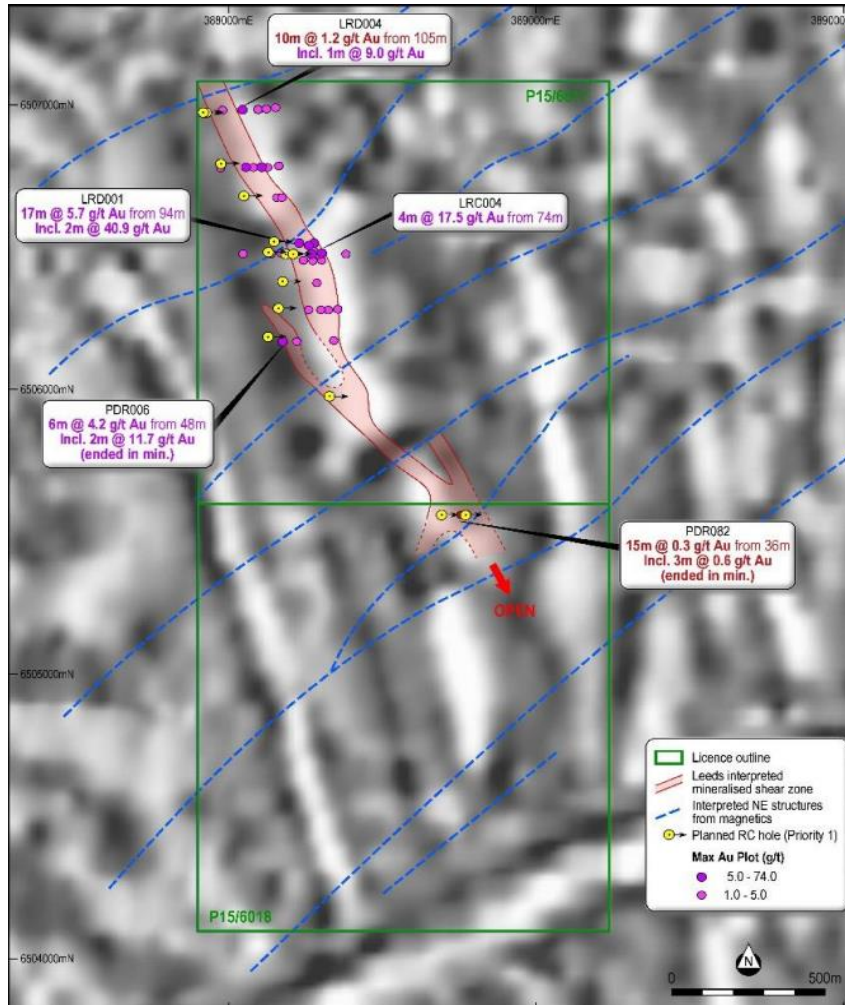 388000mE
389000mE
38900
LRD004
10m @ 1.2 g/t Au from 105m
Incl. 1m @ 9.0 g/t Au
6507000mN
LRD001
17m @ 5.7 g/t Au from 94m
Incl. 2m @ 40.9 g/t Au
LRC004
4m @ 17.5 g/t Au from 74m
6506000mN
PDR006
6m @ 4.2 g/t Au from 48m
Incl. 2m @ 11.7 g/t Au
(ended in min.)
PDR082
15m @ 0.3 g/t Au from 36m
Incl. 3m @ 0.6 g/t Au
(ended in min.)
OPEN
6505000mN
Licence outline
Leeds interpreted
mineralised shear zone
Interpreted NE structures
from magnetics
Planned RC hole (Priority 1)
Max Au Plot (g/t)
5.0 - 74.0
1.0 - 5.0
P15/6018
6504000mN
N
0
500m